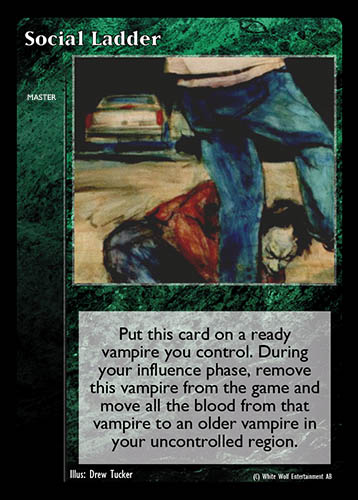 Social Ladder
MASTER
Put this card on a ready
vampire you control. During
your influence phase, remove
this vampire from the game and
move all the blood from that
vampire to an older vampire in
your uncontrolled region.
Illus: Drew Tucker
(C) White Wolf Entertainment AB